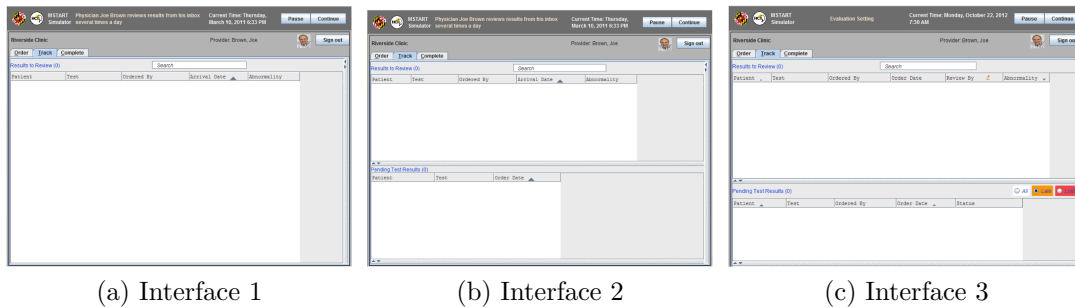 MSTART Simulator
Physician Joe Brown reviews results from his inbox several times a day
Current Time: Thursday, March 10, 2011 6:33 PM
Pause Continue
Riverside Clinic
Provider: Brown, Joe
Sign out
Order Track Complete
Results to Review (0)
Search
Patient Test Ordered By Arrival Date Abnormality
(a) Interface 1
MSTART Simulator
Physician Joe Brown reviews results from his inbox several times a day
Current Time: Thursday, March 10, 2011 6:33 PM
Pause Continue
Riverside Clinic
Provider: Brown, Joe
Sign out
Order Track Complete
Results to Review (0)
Search
Patient Test Ordered By Arrival Date Abnormality
Pending Test Results (0)
Patient Test Order Date
(b) Interface 2
MSTART Simulator
Evaluation Setting
Current Time: Monday, October 22, 2012 7:50 AM
Pause Continue
Riverside Clinic
Provider: Brown, Joe
Sign ou
Order Track Complete
Results to Review (0)
Search
Patient Test Ordered By Order Date Review By Abnormality
Pending Test Results (0)
All Late
Patient Test Ordered By Order Date Status
(c) Interface 3